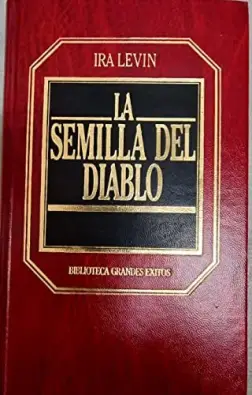 IRA LEVIN
LA
SEMILLA DEL
DIABLO
BIBLIOTECA GRANDES EXITOS